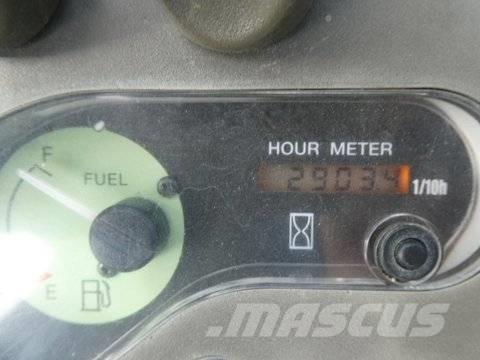 HOUR METER
F
FUEL
29034 1/10h
E
MASCUS